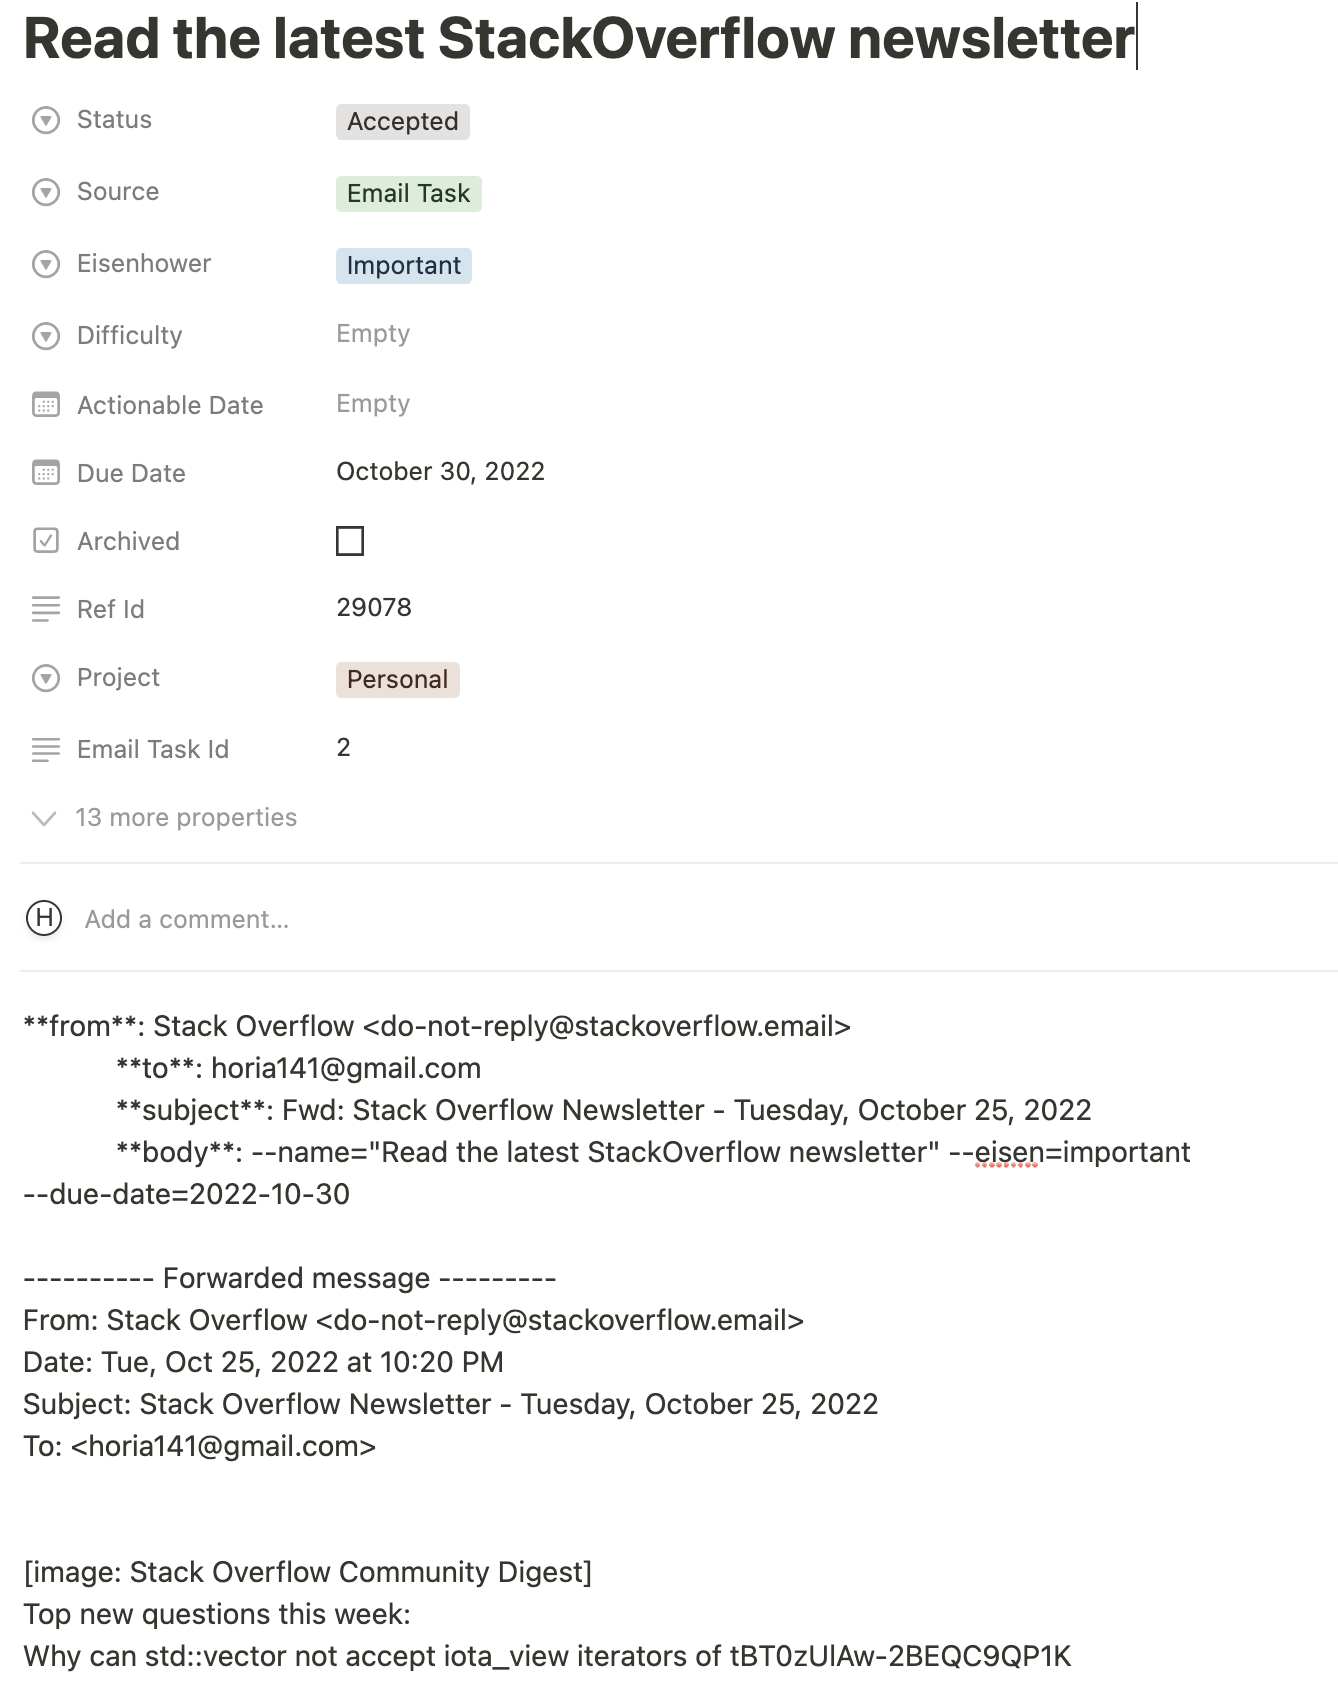 Read the latest StackOverflow newsletter
Status Accepted
Source Email Task
Eisenhower Important
Difficulty Empty
Actionable Date Empty
Due Date October 30, 2022
Archived
Ref Id 29078
Project Personal
Email Task Id 2
13 more properties
H Add a comment...
**from**: Stack Overflow <do-not-reply@stackoverflow.email>
**to**: horia141@gmail.com
**subject**: Fwd: Stack Overflow Newsletter - Tuesday, October 25, 2022
**body**: --name="Read the latest StackOverflow newsletter" --eisen=important
--due-date=2022-10-30
---------- Forwarded message ---------
From: Stack Overflow <do-not-reply@stackoverflow.email>
Date: Tue, Oct 25, 2022 at 10:20 PM
Subject: Stack Overflow Newsletter - Tuesday, October 25, 2022
To: <horia141@gmail.com>
[image: Stack Overflow Community Digest]
Top new questions this week:
Why can std::vector not accept iota_view iterators of tBT0zUlAw-2BEQC9QP1K